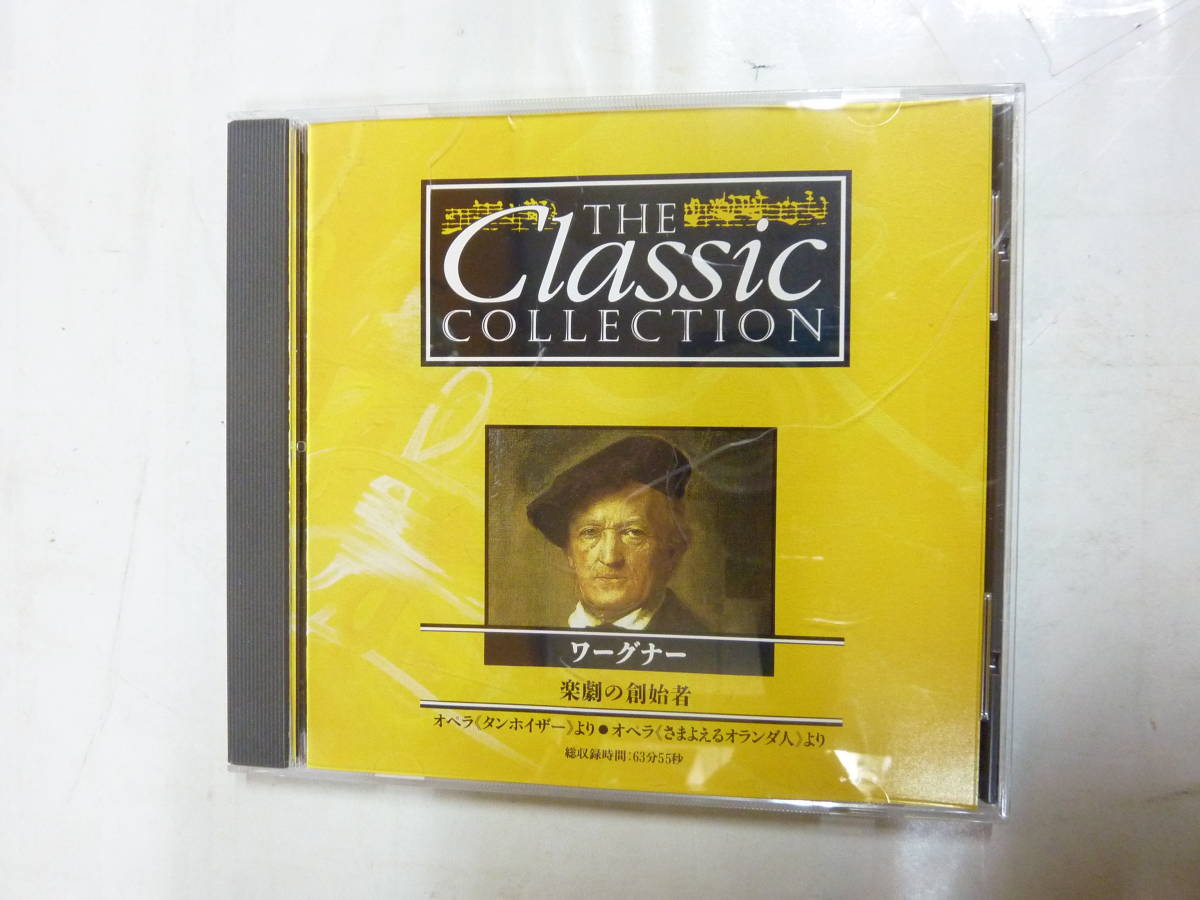 THE
Classic
COLLECTION
ワーグナー
楽劇の創始者
オペラ《タンホイザー》より●オペラ《さまよえるオランダ人》より
総収録時間:63分55秒